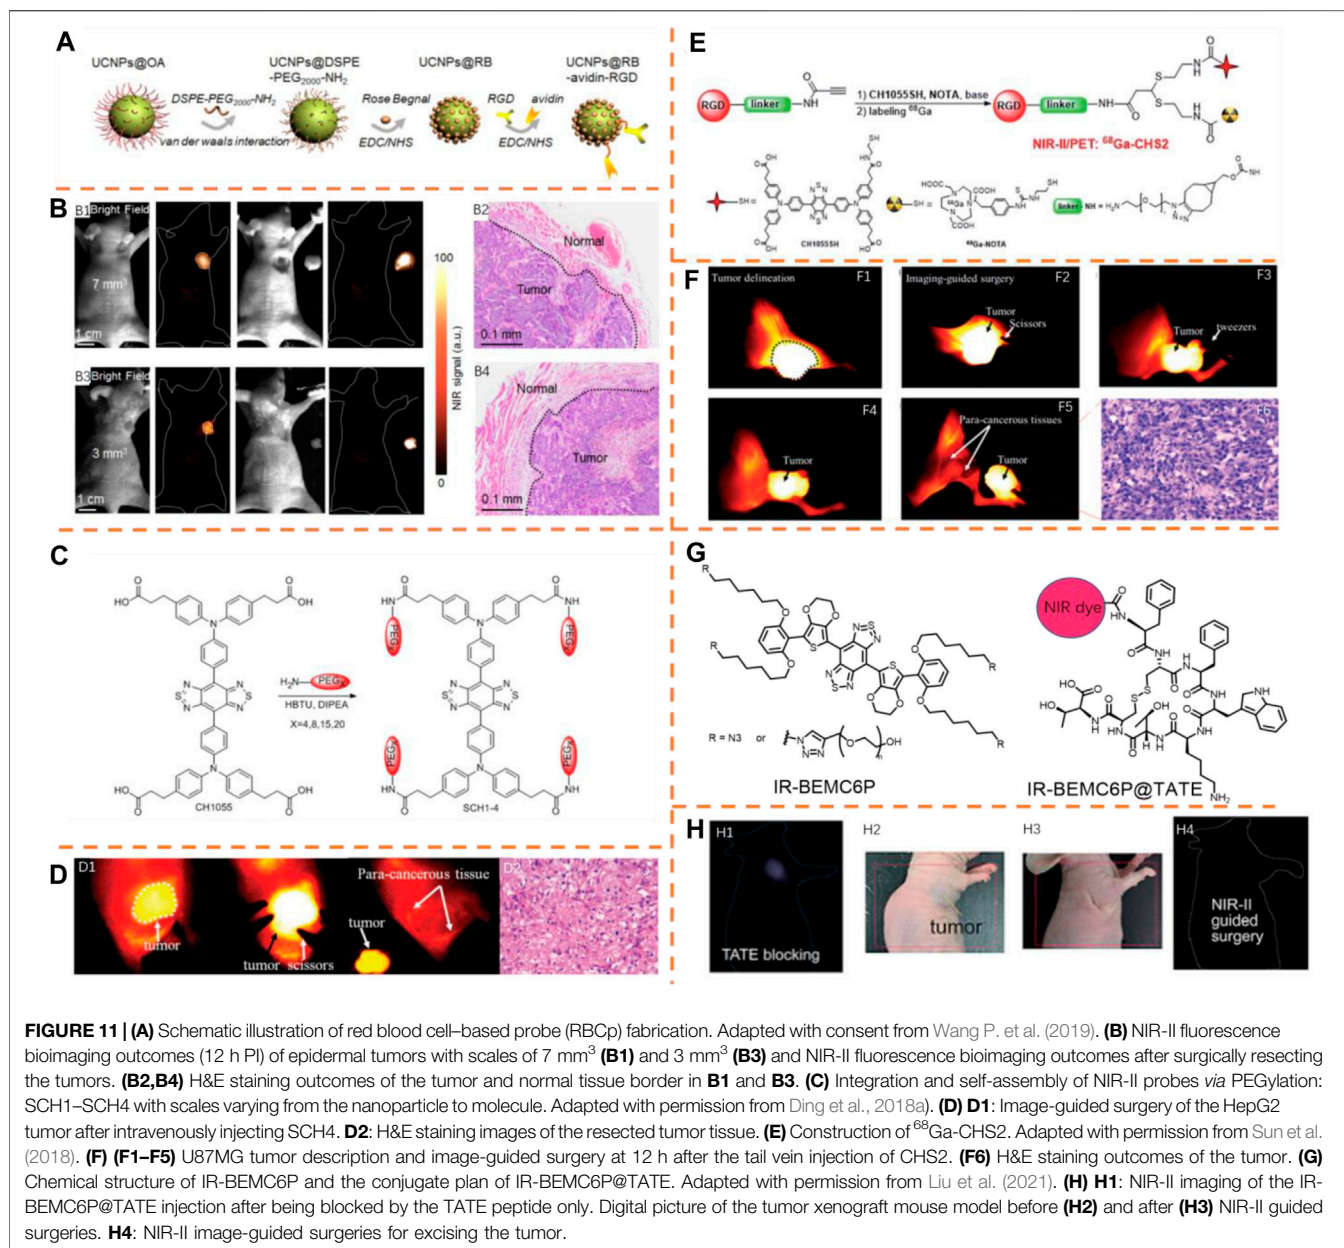 A
UCNPs@OA
UCNPs@DSPE
-PEG2000-NH2
UCNPs@RB
UCNPs@RB
-avidin-RGD
DSPE-PEG2000-NH2
Rose Begnal
RGD
avidin
van der waals interaction
EDC/NHS
EDC/NHS
B
B1
Bright Field
7 mm3
1 cm
B3
Bright Field
3 mm3
1 cm
100
NIR signal (a.u.)
0
B2
Normal
Tumor
0.1 mm
B4
Normal
Tumor
0.1 mm
C
CH1055
H2N
PEGX
HBTU, DIPEA
X=4,8,15,20
PEGX
PEGX
PEGX
PEGX
SCH1-4
D
D1
tumor
tumor
scissors
Para-cancerous tissue
tumor
D2
E
RGD
linker
NH
1) CH1055SH, NOTA, base
2) labeling 68Ga
RGD
linker
NH
NIR-II/PET: 68Ga-CHS2
SH
CH1055SH
SH
68Ga
68Ga-NOTA
linker
NH
F
Tumor delineation
F1
Imaging-guided surgery
F2
Tumor
Scissors
F3
Tumor
tweezers
F4
Tumor
F5
Para-cancerous tissues
Tumor
F6
G
R = N3 or
IR-BEMC6P
NIR dye
IR-BEMC6P@TATE
H
H1
TATE blocking
H2
tumor
H3
H4
NIR-II
guided
surgery
FIGURE 11 | (A) Schematic illustration of red blood cell–based probe (RBCp) fabrication. Adapted with consent from Wang P. et al. (2019). (B) NIR-II fluorescence
bioimaging outcomes (12 h PI) of epidermal tumors with scales of 7 mm3 (B1) and 3 mm3 (B3) and NIR-II fluorescence bioimaging outcomes after surgically resecting
the tumors. (B2,B4) H&E staining outcomes of the tumor and normal tissue border in B1 and B3. (C) Integration and self-assembly of NIR-II probes via PEGylation:
SCH1–SCH4 with scales varying from the nanoparticle to molecule. Adapted with permission from Ding et al., 2018a). (D) D1: Image-guided surgery of the HepG2
tumor after intravenously injecting SCH4. D2: H&E staining images of the resected tumor tissue. (E) Construction of 68Ga-CHS2. Adapted with permission from Sun et al.
(2018). (F) (F1–F5) U87MG tumor description and image-guided surgery at 12 h after the tail vein injection of CHS2. (F6) H&E staining outcomes of the tumor. (G)
Chemical structure of IR-BEMC6P and the conjugate plan of IR-BEMC6P@TATE. Adapted with permission from Liu et al. (2021). (H) H1: NIR-II imaging of the IR-
BEMC6P@TATE injection after being blocked by the TATE peptide only. Digital picture of the tumor xenograft mouse model before (H2) and after (H3) NIR-II guided
surgeries. H4: NIR-II image-guided surgeries for excising the tumor.